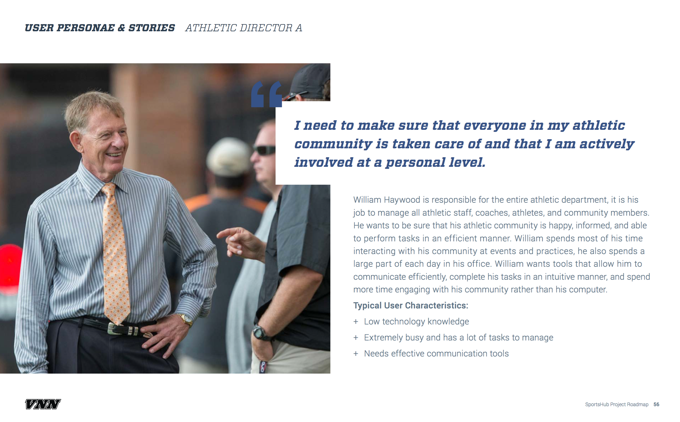 USER PERSONAE & STORIES ATHLETIC DIRECTOR A
“
I need to make sure that everyone in my athletic
community is taken care of and that I am actively
involved at a personal level.
William Haywood is responsible for the entire athletic department, it is his
job to manage all athletic staff, coaches, athletes, and community members.
He wants to be sure that his athletic community is happy, informed, and able
to perform tasks in an efficient manner. William spends most of his time
interacting with his community at events and practices, he also spends a
large part of each day in his office. William wants tools that allow him to
communicate efficiently, complete his tasks in an intuitive manner, and spend
more time engaging with his community rather than his computer.
Typical User Characteristics:
+ Low technology knowledge
+ Extremely busy and has a lot of tasks to manage
+ Needs effective communication tools
VNN
SportsHub Project Roadmap 56